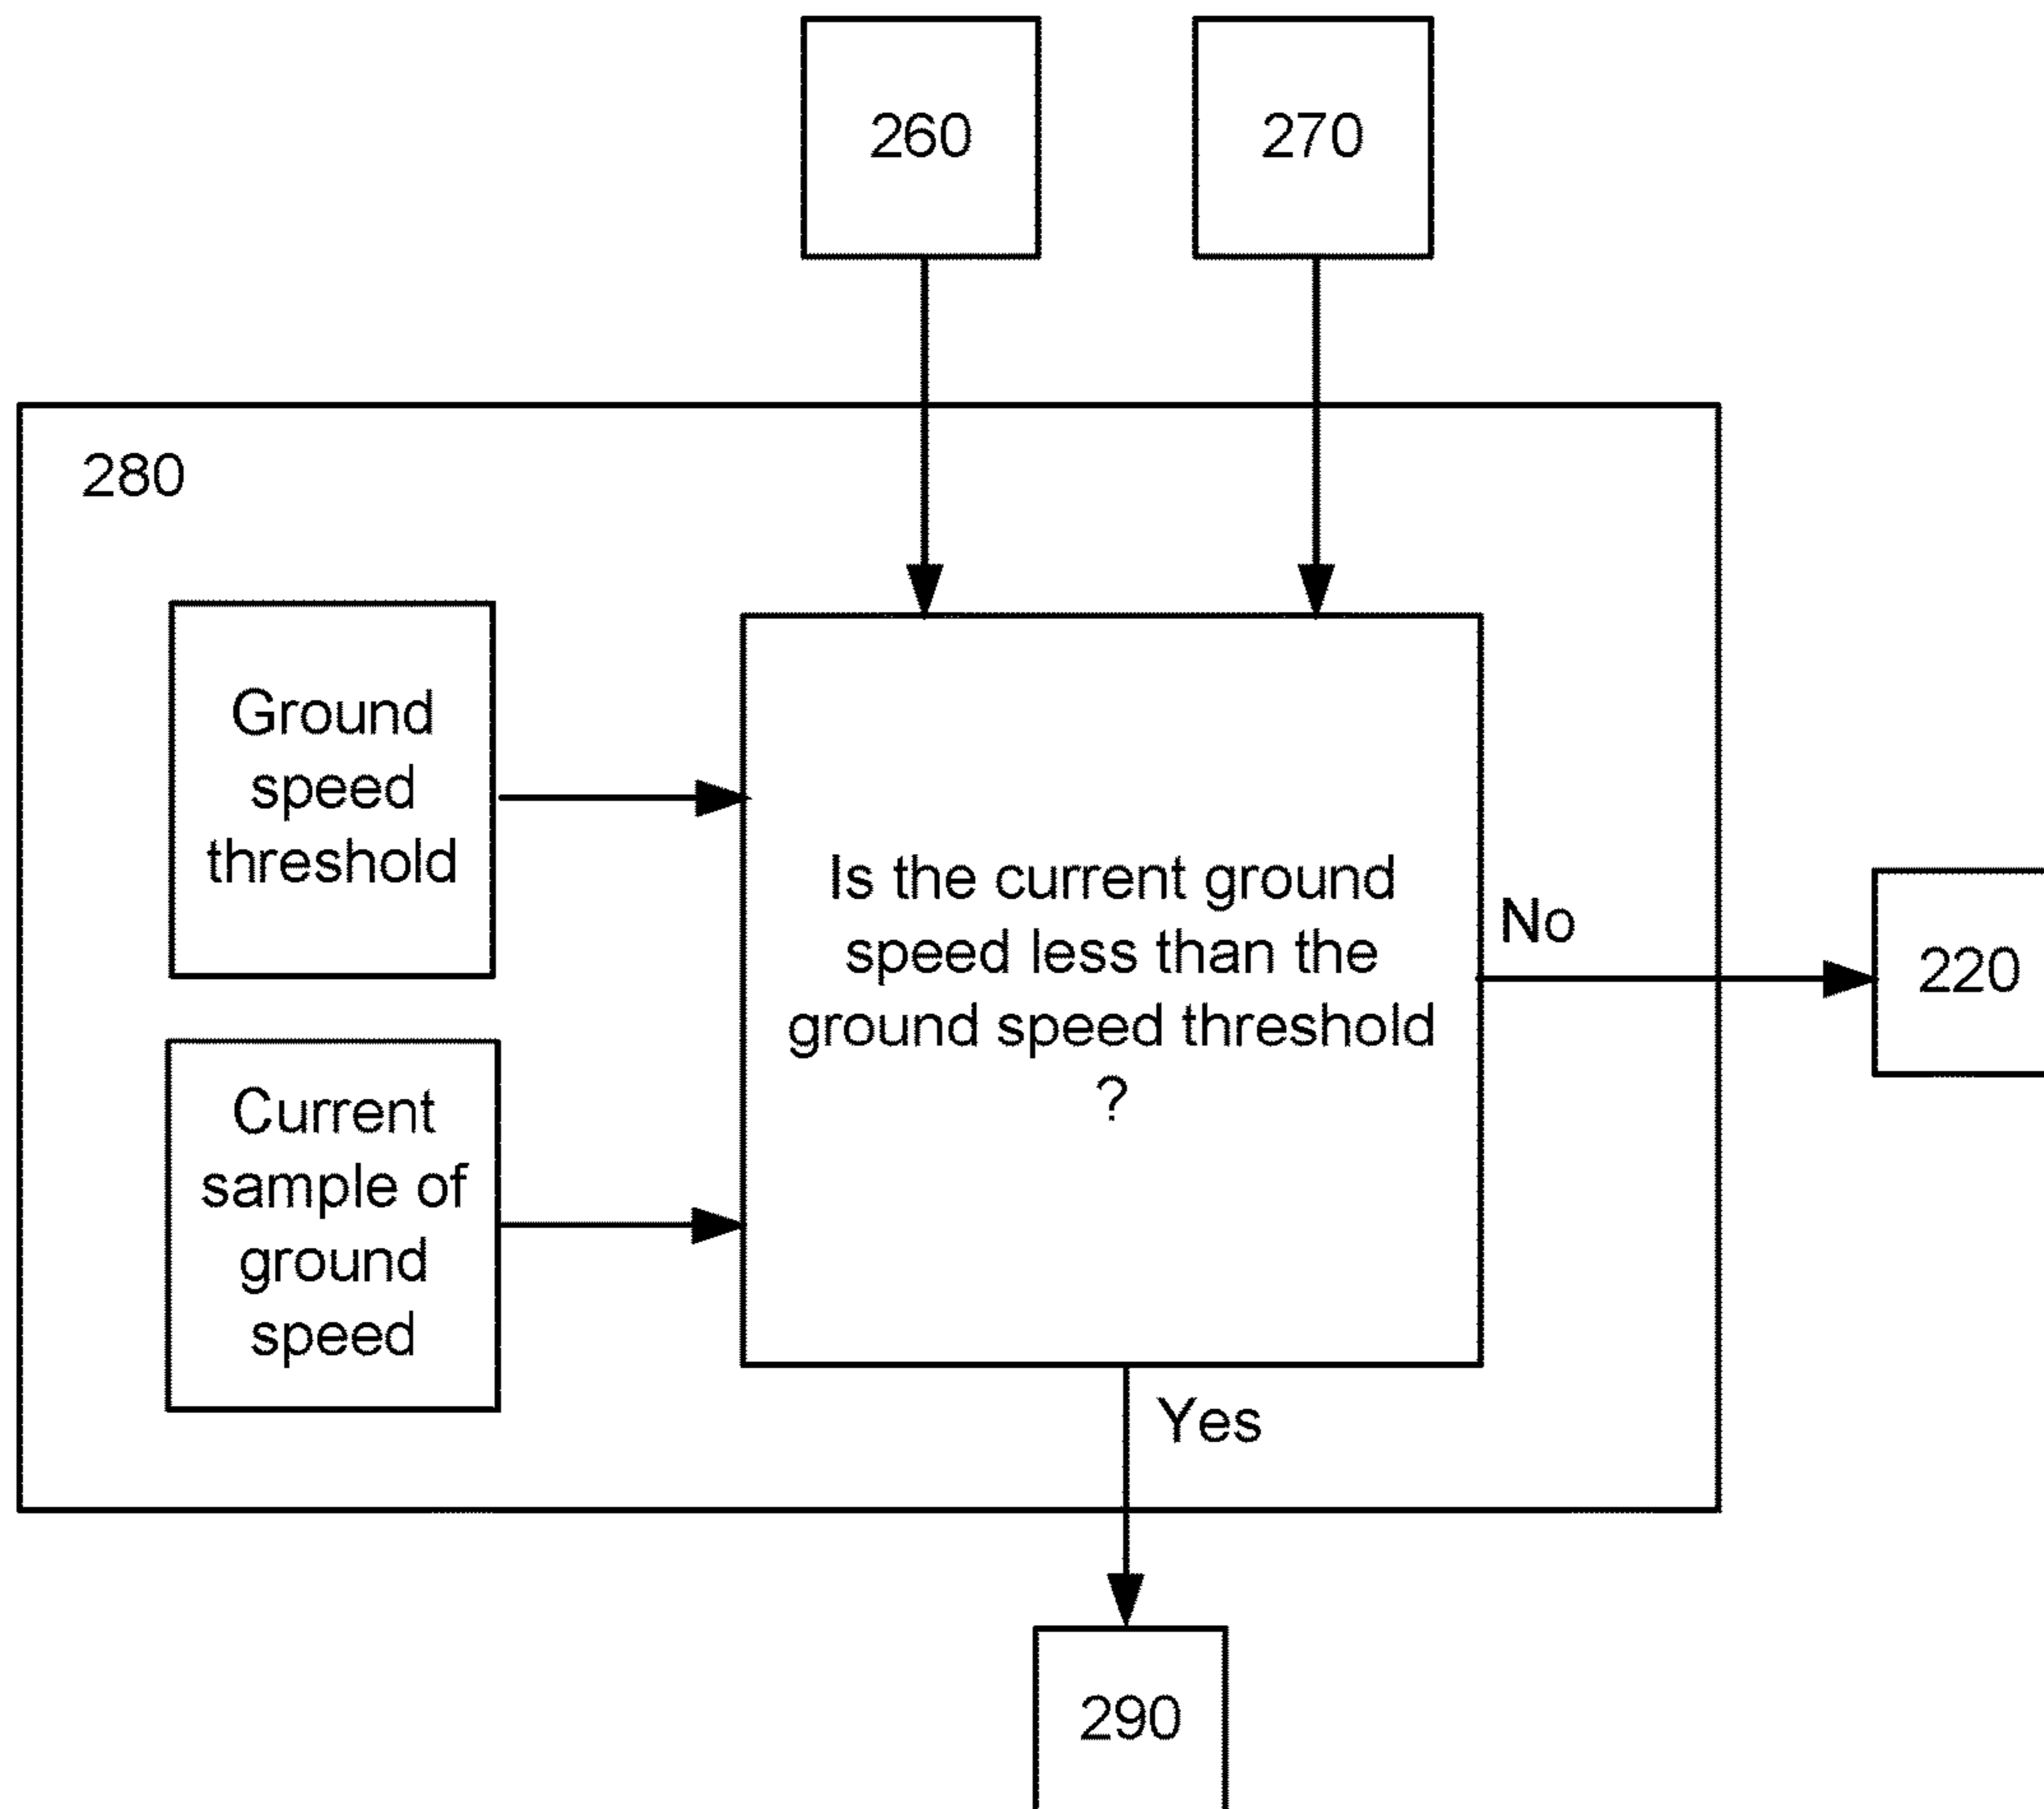 260
270
280
Ground
speed
threshold
Is the current ground
speed less than the
ground speed threshold
?
No
220
Current
sample of
ground
speed
Yes
290